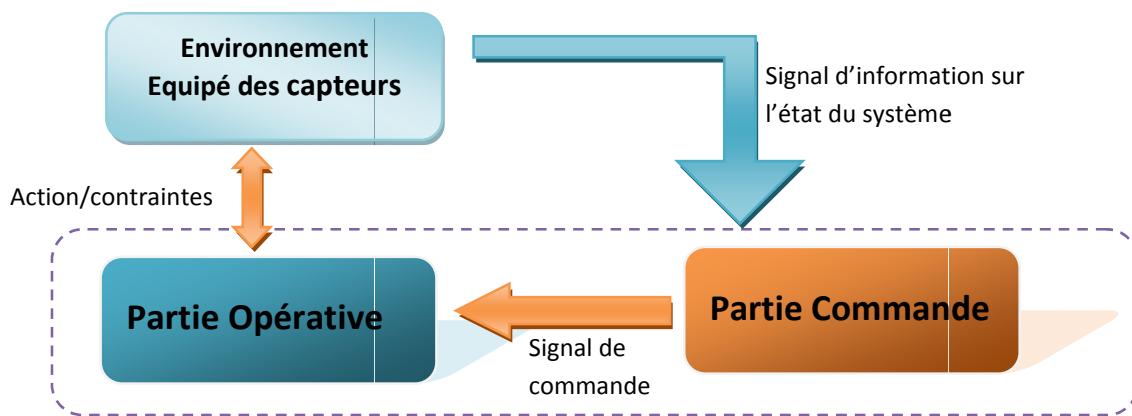 Environnement
Equipé des capteurs
Signal d’information sur
l’état du système
Action/contraintes
Partie Opérative
Partie Commande
Signal de
commande